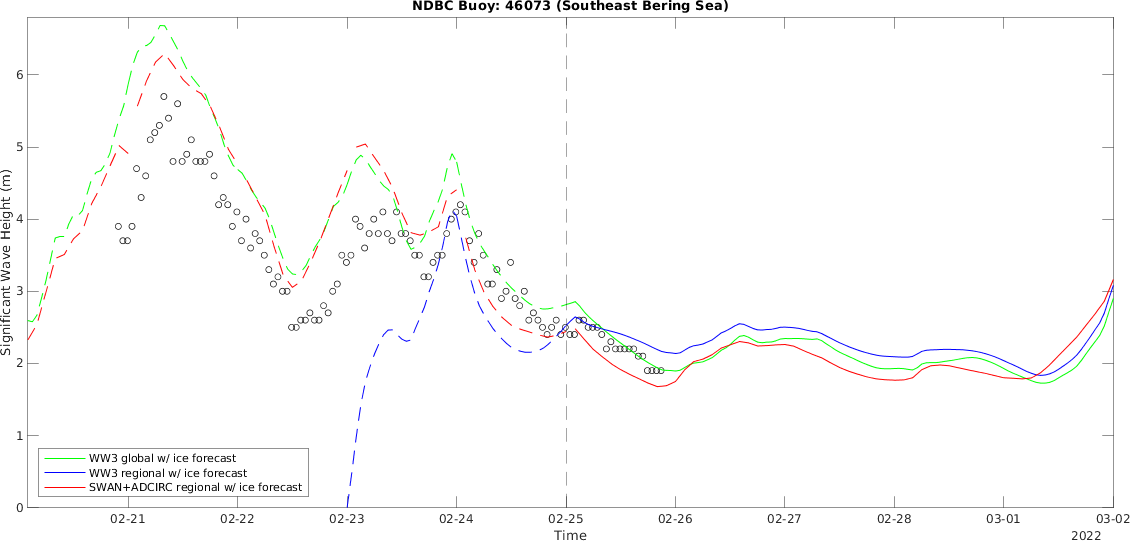 NDBC Buoy: 46073 (Southeast Bering Sea)
Significant Wave Height (m)
6
5
4
3
2
1
0
WW3 global w/ ice forecast
WW3 regional w/ ice forecast
SWAN+ADCIRC regional w/ ice forecast
02-21 02-22 02-23 02-24 02-25 02-26 02-27 02-28 03-01 03-02
Time 2022